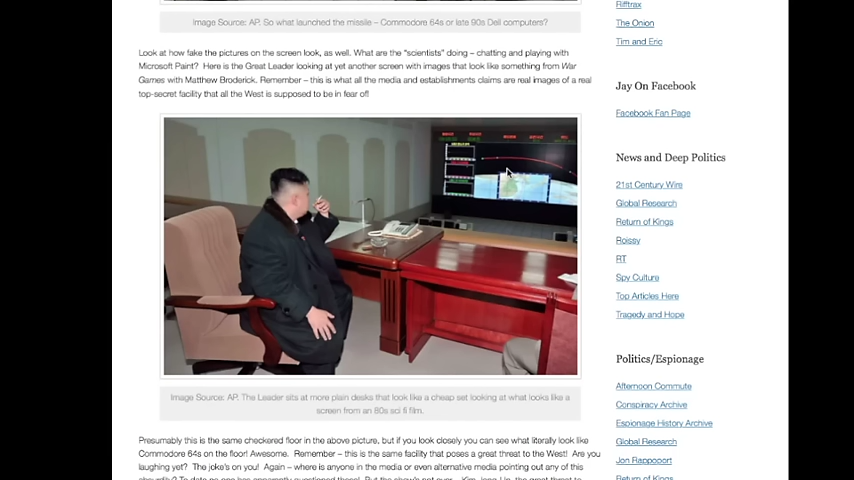 Image Source: AP. So what launched the missile – Commodore 64s or late 90s Dell computers?
Look at how fake the pictures on the screen look, as well. What are the "scientists" doing – chatting and playing with
Microsoft Paint?  Here is the Great Leader looking at yet another screen with images that look like something from War
Games with Matthew Broderick. Remember – this is what all the media and establishments claims are real images of a real
top-secret facility that all the West is supposed to be in fear of!
Image Source: AP. The Leader sits at more plain desks that look like a cheap set looking at what looks like a
screen from an 80s sci fi film.
Presumably this is the same checkered floor in the above picture, but if you look closely you can see what literally look like
Commodore 64s on the floor! Awesome.  Remember – this is the same facility that poses a great threat to the West! Are you
laughing yet?  The joke's on you!  Again – where is anyone in the media or even alternative media pointing out any of this
Rifftrax
The Onion
Tim and Eric
Jay On Facebook
Facebook Fan Page
News and Deep Politics
21st Century Wire
Global Research
Return of Kings
Roissy
RT
Spy Culture
Top Articles Here
Tragedy and Hope
Politics/Espionage
Afternoon Commute
Conspiracy Archive
Espionage History Archive
Global Research
Jon Rappoport
Return of Kings